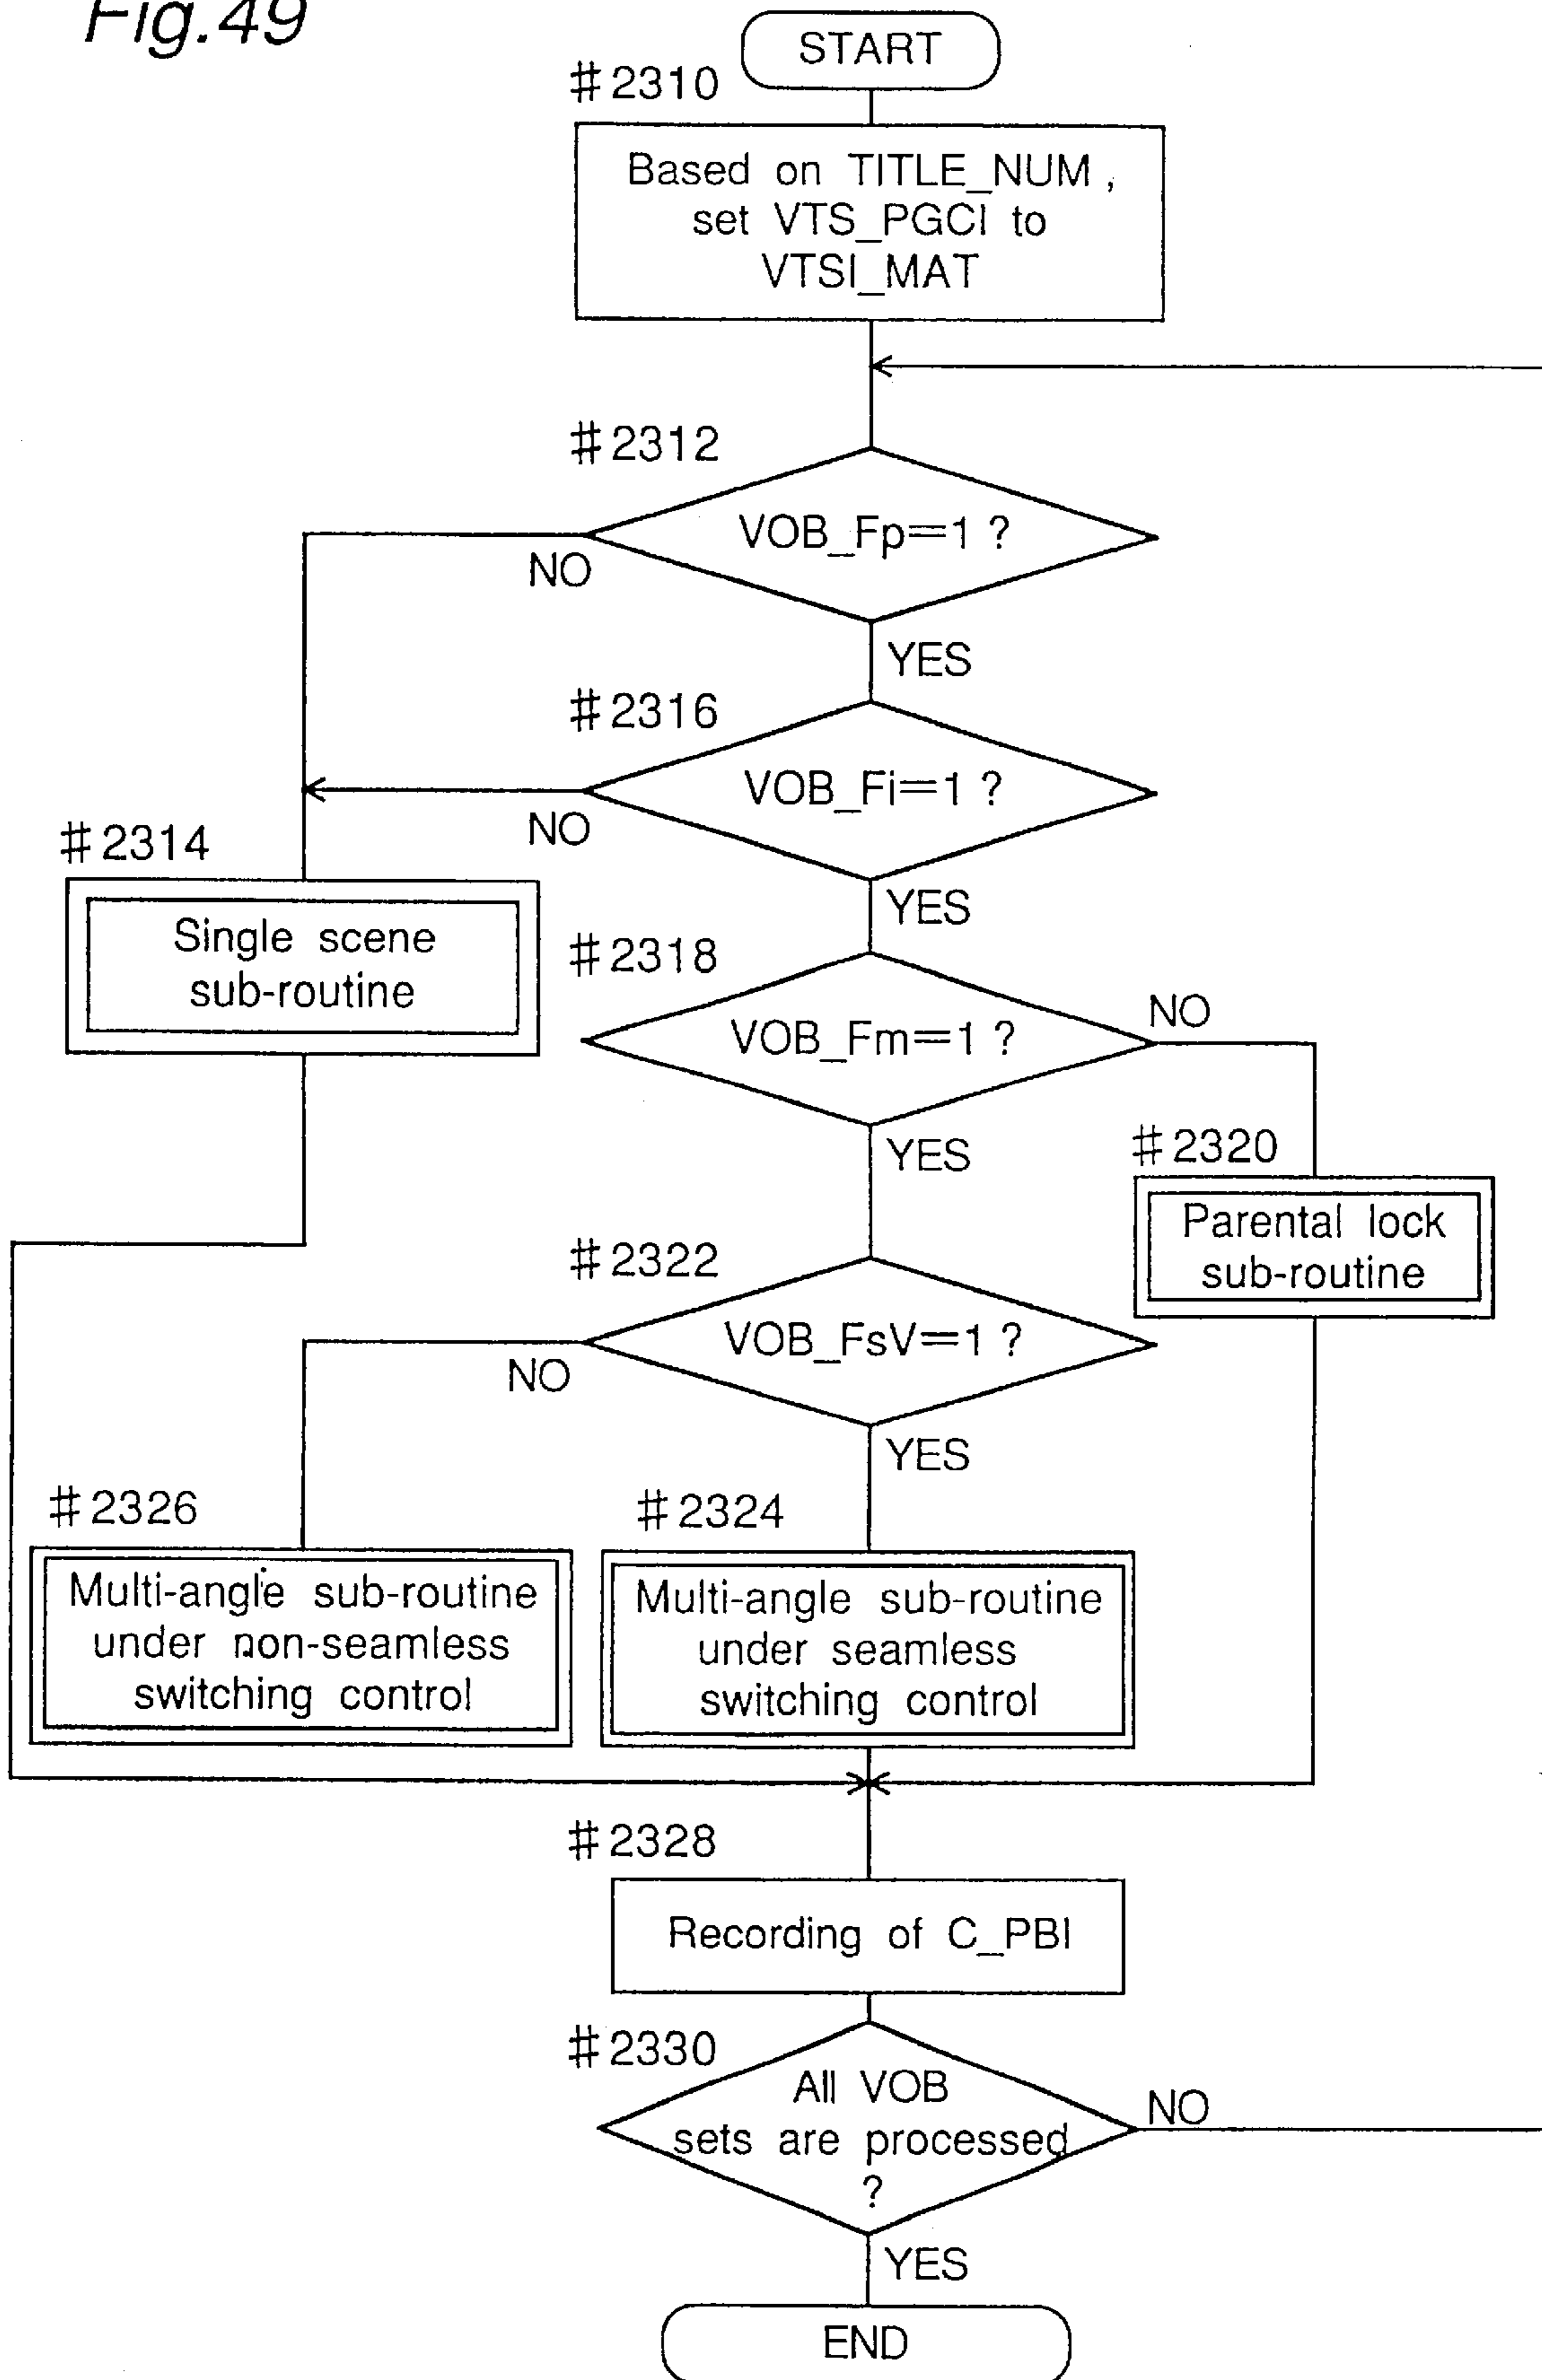 Fig.49
START
#2310
Based on TITLE_NUM,
set VTS_PGCI to
VTSI_MAT
#2312
VOB_Fp=1 ?
NO
YES
#2316
VOB_Fi=1 ?
NO
YES
#2314
Single scene
sub-routine
#2318
VOB_Fm=1 ?
NO
YES
#2320
Parental lock
sub-routine
#2322
VOB_FsV=1 ?
NO
YES
#2326
Multi-angle sub-routine
under non-seamless
switching control
#2324
Multi-angle sub-routine
under seamless
switching control
#2328
Recording of C_PBI
#2330
All VOB
sets are processed
?
NO
YES
END